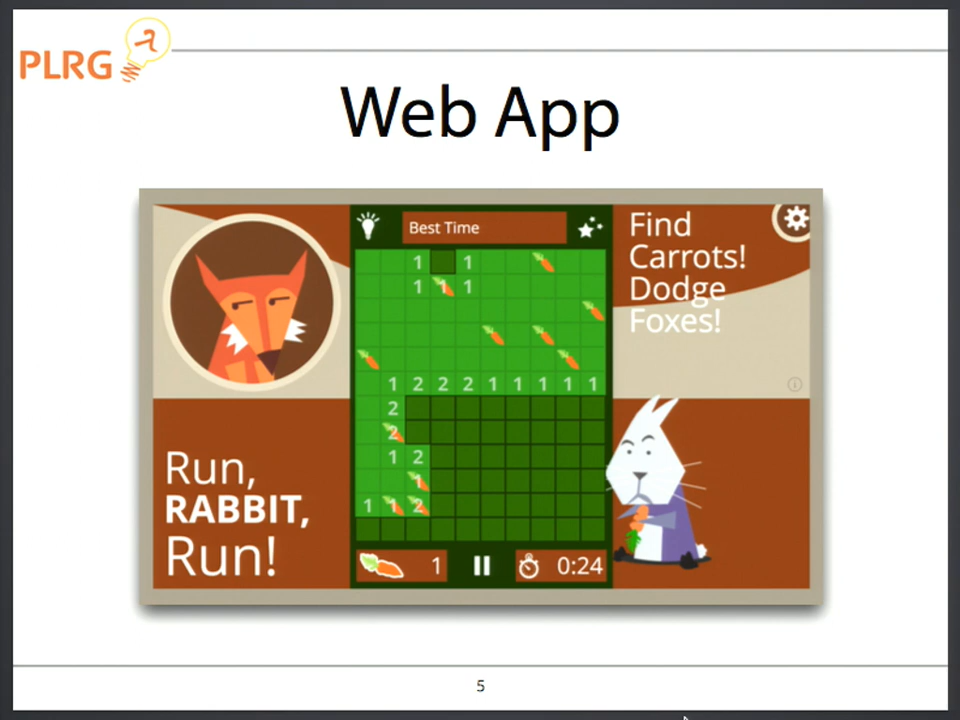 PLRG
Web App
Best Time
Find
Carrots!
Dodge
Foxes!
1 1
1 1 1
1 2 2 2 1 1 1 1 1
2
2
1 2
1
1 1 2
Run,
RABBIT,
Run!
1
0:24
5